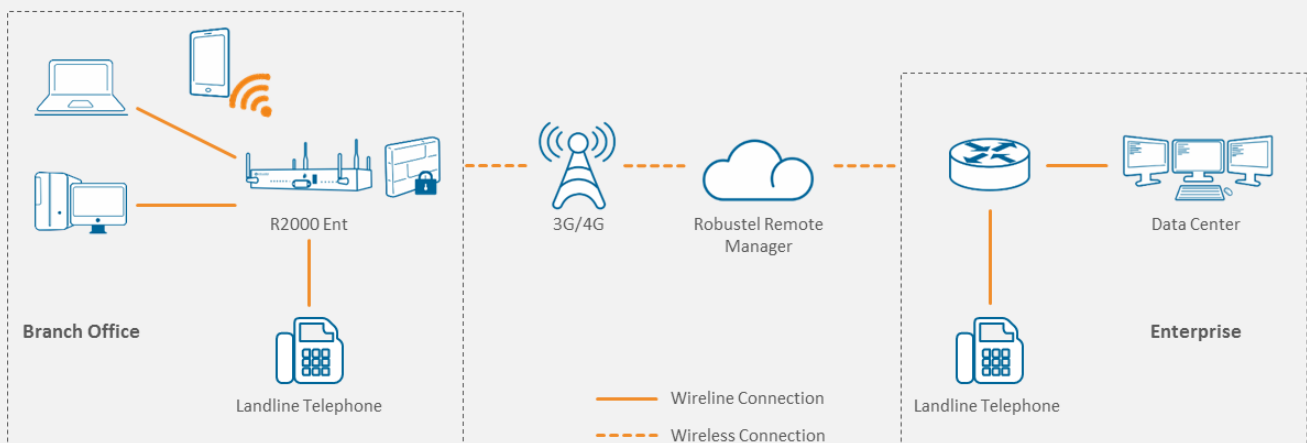 R2000 Ent
3G/4G
Robustel Remote
Manager
Data Center
Branch Office
Enterprise
Landline Telephone
Landline Telephone
Wireline Connection
Wireless Connection